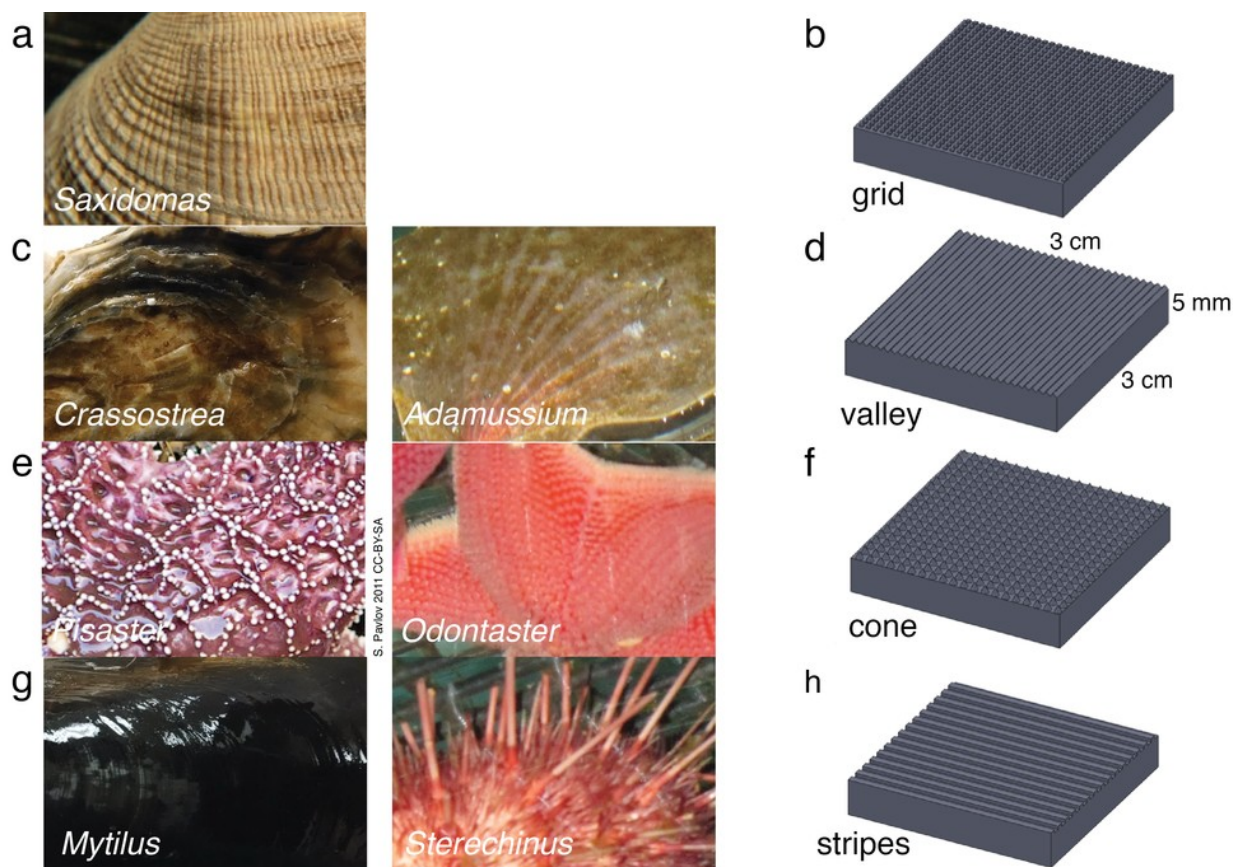 a
b
Saxidomas
grid
c
d
3 cm
5 mm
3 cm
Crassostrea
Adamussium
valley
e
f
S. Pavlov 2011 CC-BY-SA
Pisaster
Odontaster
cone
g
h
Mytilus
Sterechinus
stripes